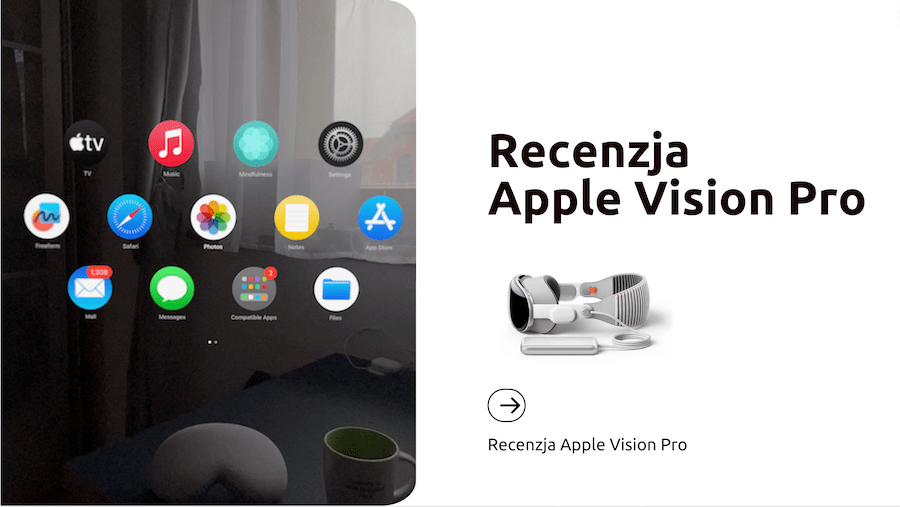 tv
TV
Music
Mindfulness
Settings
Freeform
Safari
Photos
Notes
App Store
1,308
2
Mail
Messages
Compatible Apps
Files
Recenzja
Apple Vision Pro
Recenzja Apple Vision Pro